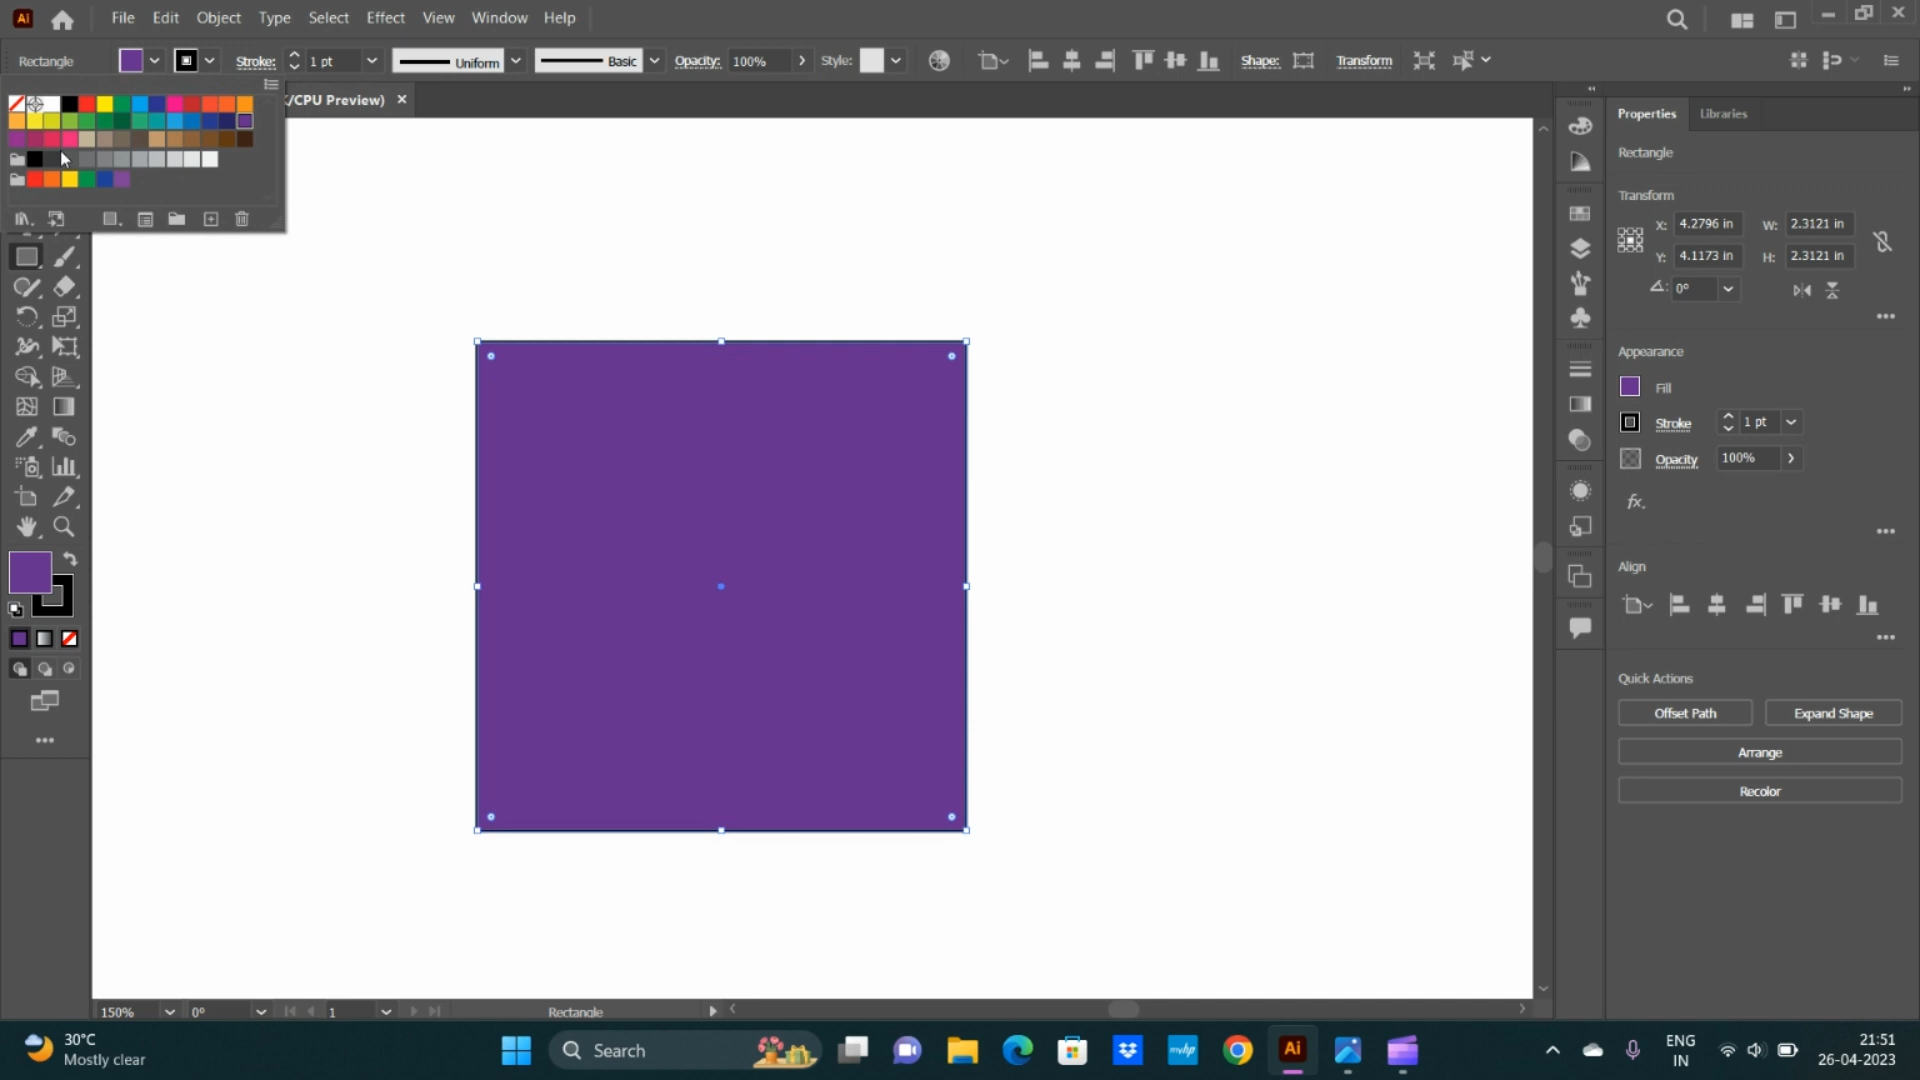 Ai File Edit Object Type Select Effect View Window Help
Rectangle Stroke: 1 pt Uniform Basic Opacity: 100% Style: Shape: Transform
/CPU Preview) ×
Properties Libraries
Rectangle
Transform
X: 4.2796 in W: 2.3121 in
Y: 4.1173 in H: 2.3121 in
0°
Appearance
Fill
Stroke 1 pt
Opacity 100%
fx.
Align
Quick Actions
Offset Path Expand Shape
Arrange
Recolor
150% 0° 1 Rectangle
30°C
Mostly clear
Search
myhp
Ai
ENG
IN
21:51
26-04-2023